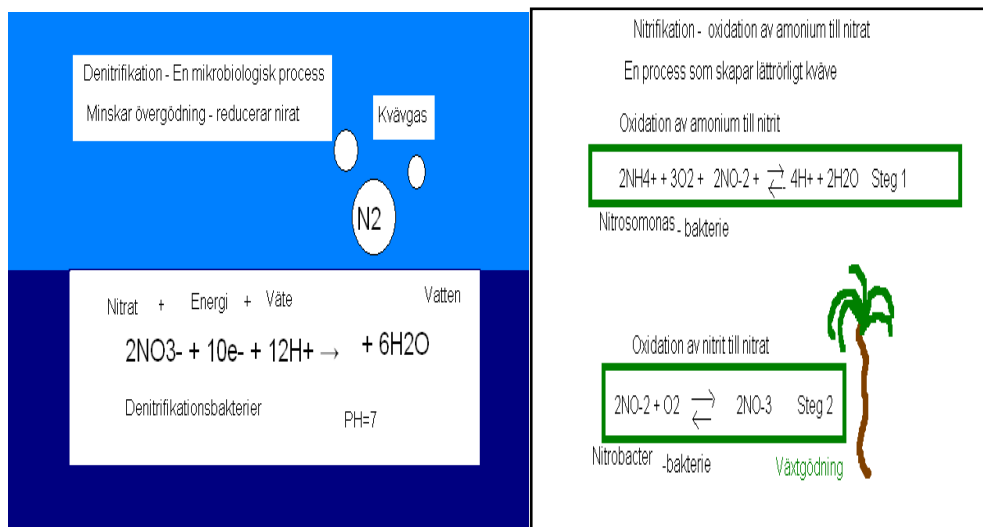 Denitrifikation - En mikrobiologisk process
Minskar övergödning - reducerar nirat
Kvävgas
N2
Nitrat + Energi + Väte Vatten
2NO3- + 10e- + 12H+ → + 6H2O
Denitrifikationsbakterier
PH=7
Nitrifikation - oxidation av amonium till nitrat
En process som skapar lättrörligt kväve
Oxidation av amonium till nitrit
2NH4+ + 3O2 + 2NO-2 + ⇄ 4H+ + 2H2O Steg 1
Nitrosomonas - bakterie
Oxidation av nitrit till nitrat
2NO-2 + O2 ⇄ 2NO-3 Steg 2
Nitrobacter -bakterie
Växtgödning